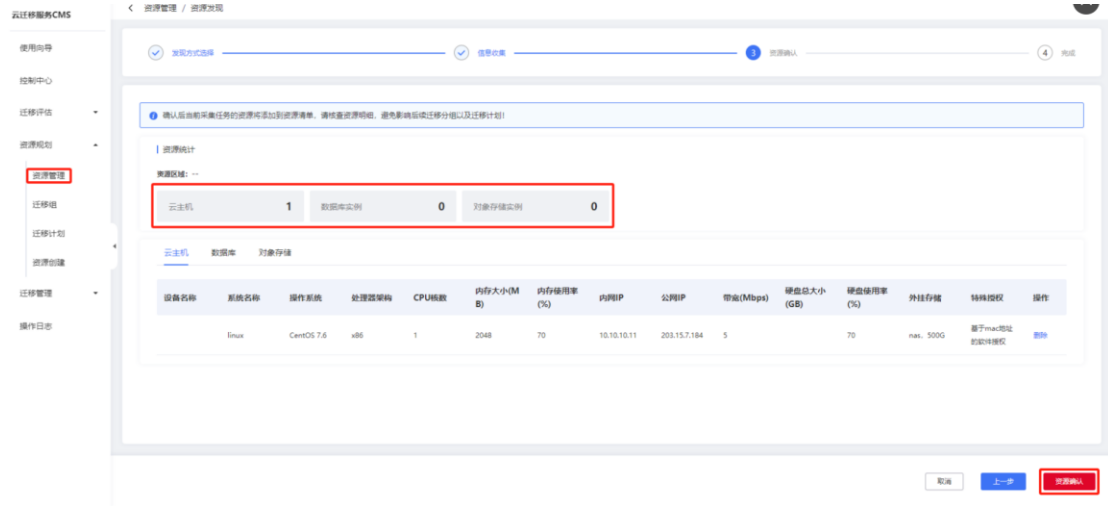 云迁移服务CMS
资源管理 / 资源发现
使用向导
控制中心
迁移评估
资源规划
资源管理
迁移组
迁移计划
资源创建
迁移管理
操作日志
发现方式选择
信息收集
3 资源确认
4 完成
确认后当前采集任务的资源将添加到资源清单、请核查资源明细、避免影响后续迁移分组以及迁移计划!
资源统计
来源区域: --
云主机 1 数据库实例 0 对象存储实例 0
云主机 数据库 对象存储
设备名称 系统名称 操作系统 处理器架构 CPU核数 内存大小(MB) 内存使用率(%) 内网IP 公网IP 带宽(Mbps) 硬盘总大小(GB) 硬盘使用率(%) 外挂存储 特殊授权 操作
linux CentOS 7.6 x86 1 2048 70 10.10.10.11 203.15.7.184 5 70 nas、500G 基于mac地址的软件授权 删除
取消 上一步 资源确认